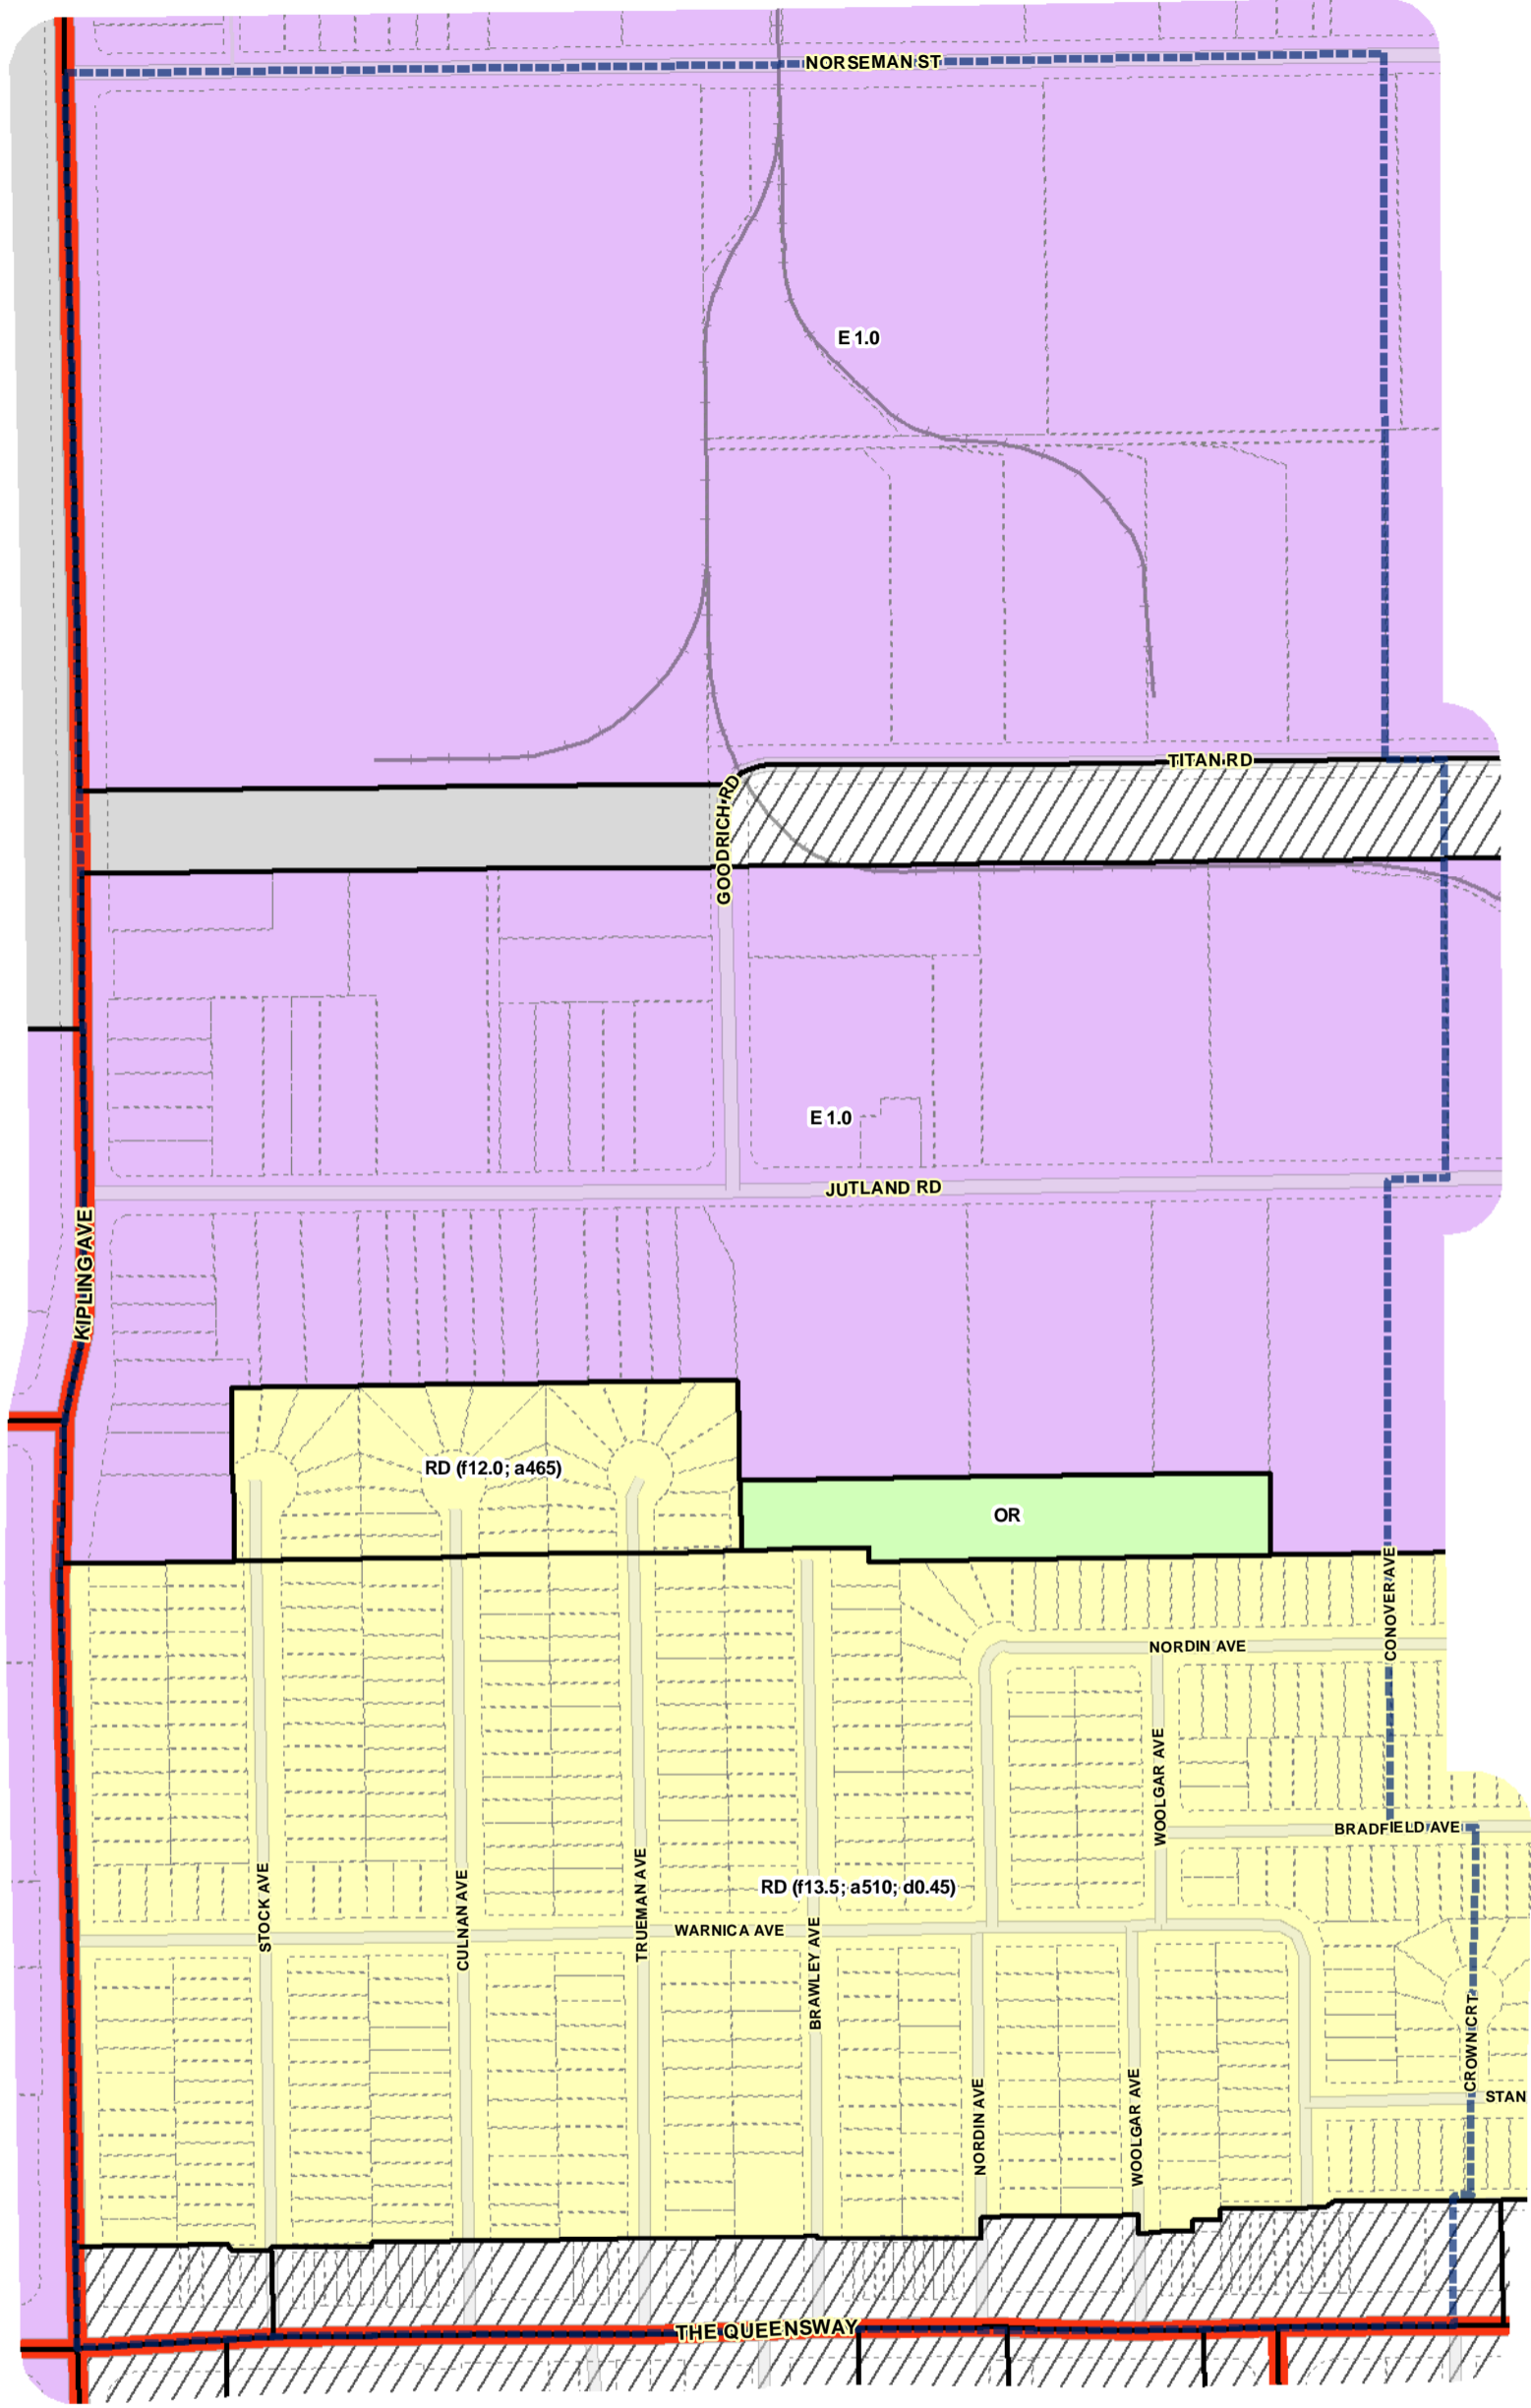 NORSEMAN ST
E 1.0
TITAN RD
GOODRICH RD
E 1.0
JUTLAND RD
KIPLING AVE
RD (f12.0; a465)
OR
CONOVER AVE
NORDIN AVE
WOOLGAR AVE
BRADFIELD AVE
STOCK AVE
CULNAN AVE
TRUEMAN AVE
RD (f13.5; a510; d0.45)
WARNICA AVE
BRAWLEY AVE
NORDIN AVE
WOOLGAR AVE
CROWN CRT
STAN
THE QUEENSWAY